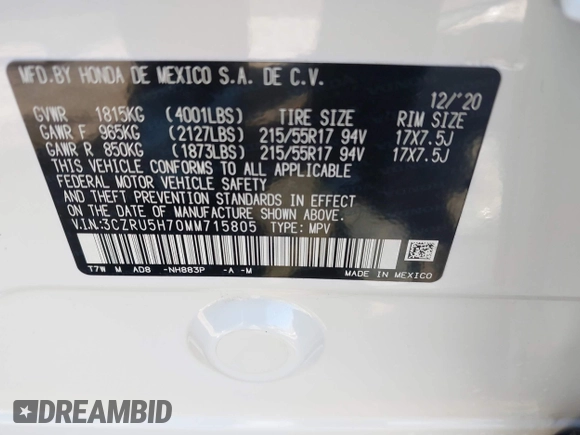 MFD.BY HONDA DE MEXICO S.A. DE C.V.
12/'20
GVWR 1815KG (4001LBS) TIRE SIZE RIM SIZE
GAWR F 965KG (2127LBS) 215/55R17 94V 17X7.5J
GAWR R 850KG (1873LBS) 215/55R17 94V 17X7.5J
THIS VEHICLE CONFORMS TO ALL APPLICABLE
FEDERAL MOTOR VEHICLE SAFETY
AND THEFT PREVENTION STANDARDS IN EFFECT
ON THE DATE OF MANUFACTURE SHOWN ABOVE.
V.I.N:3CZRU5H70MM715805 TYPE: MPV
T7W M AD8 -NH883P -A -M
MADE IN MEXICO
DREAMBID